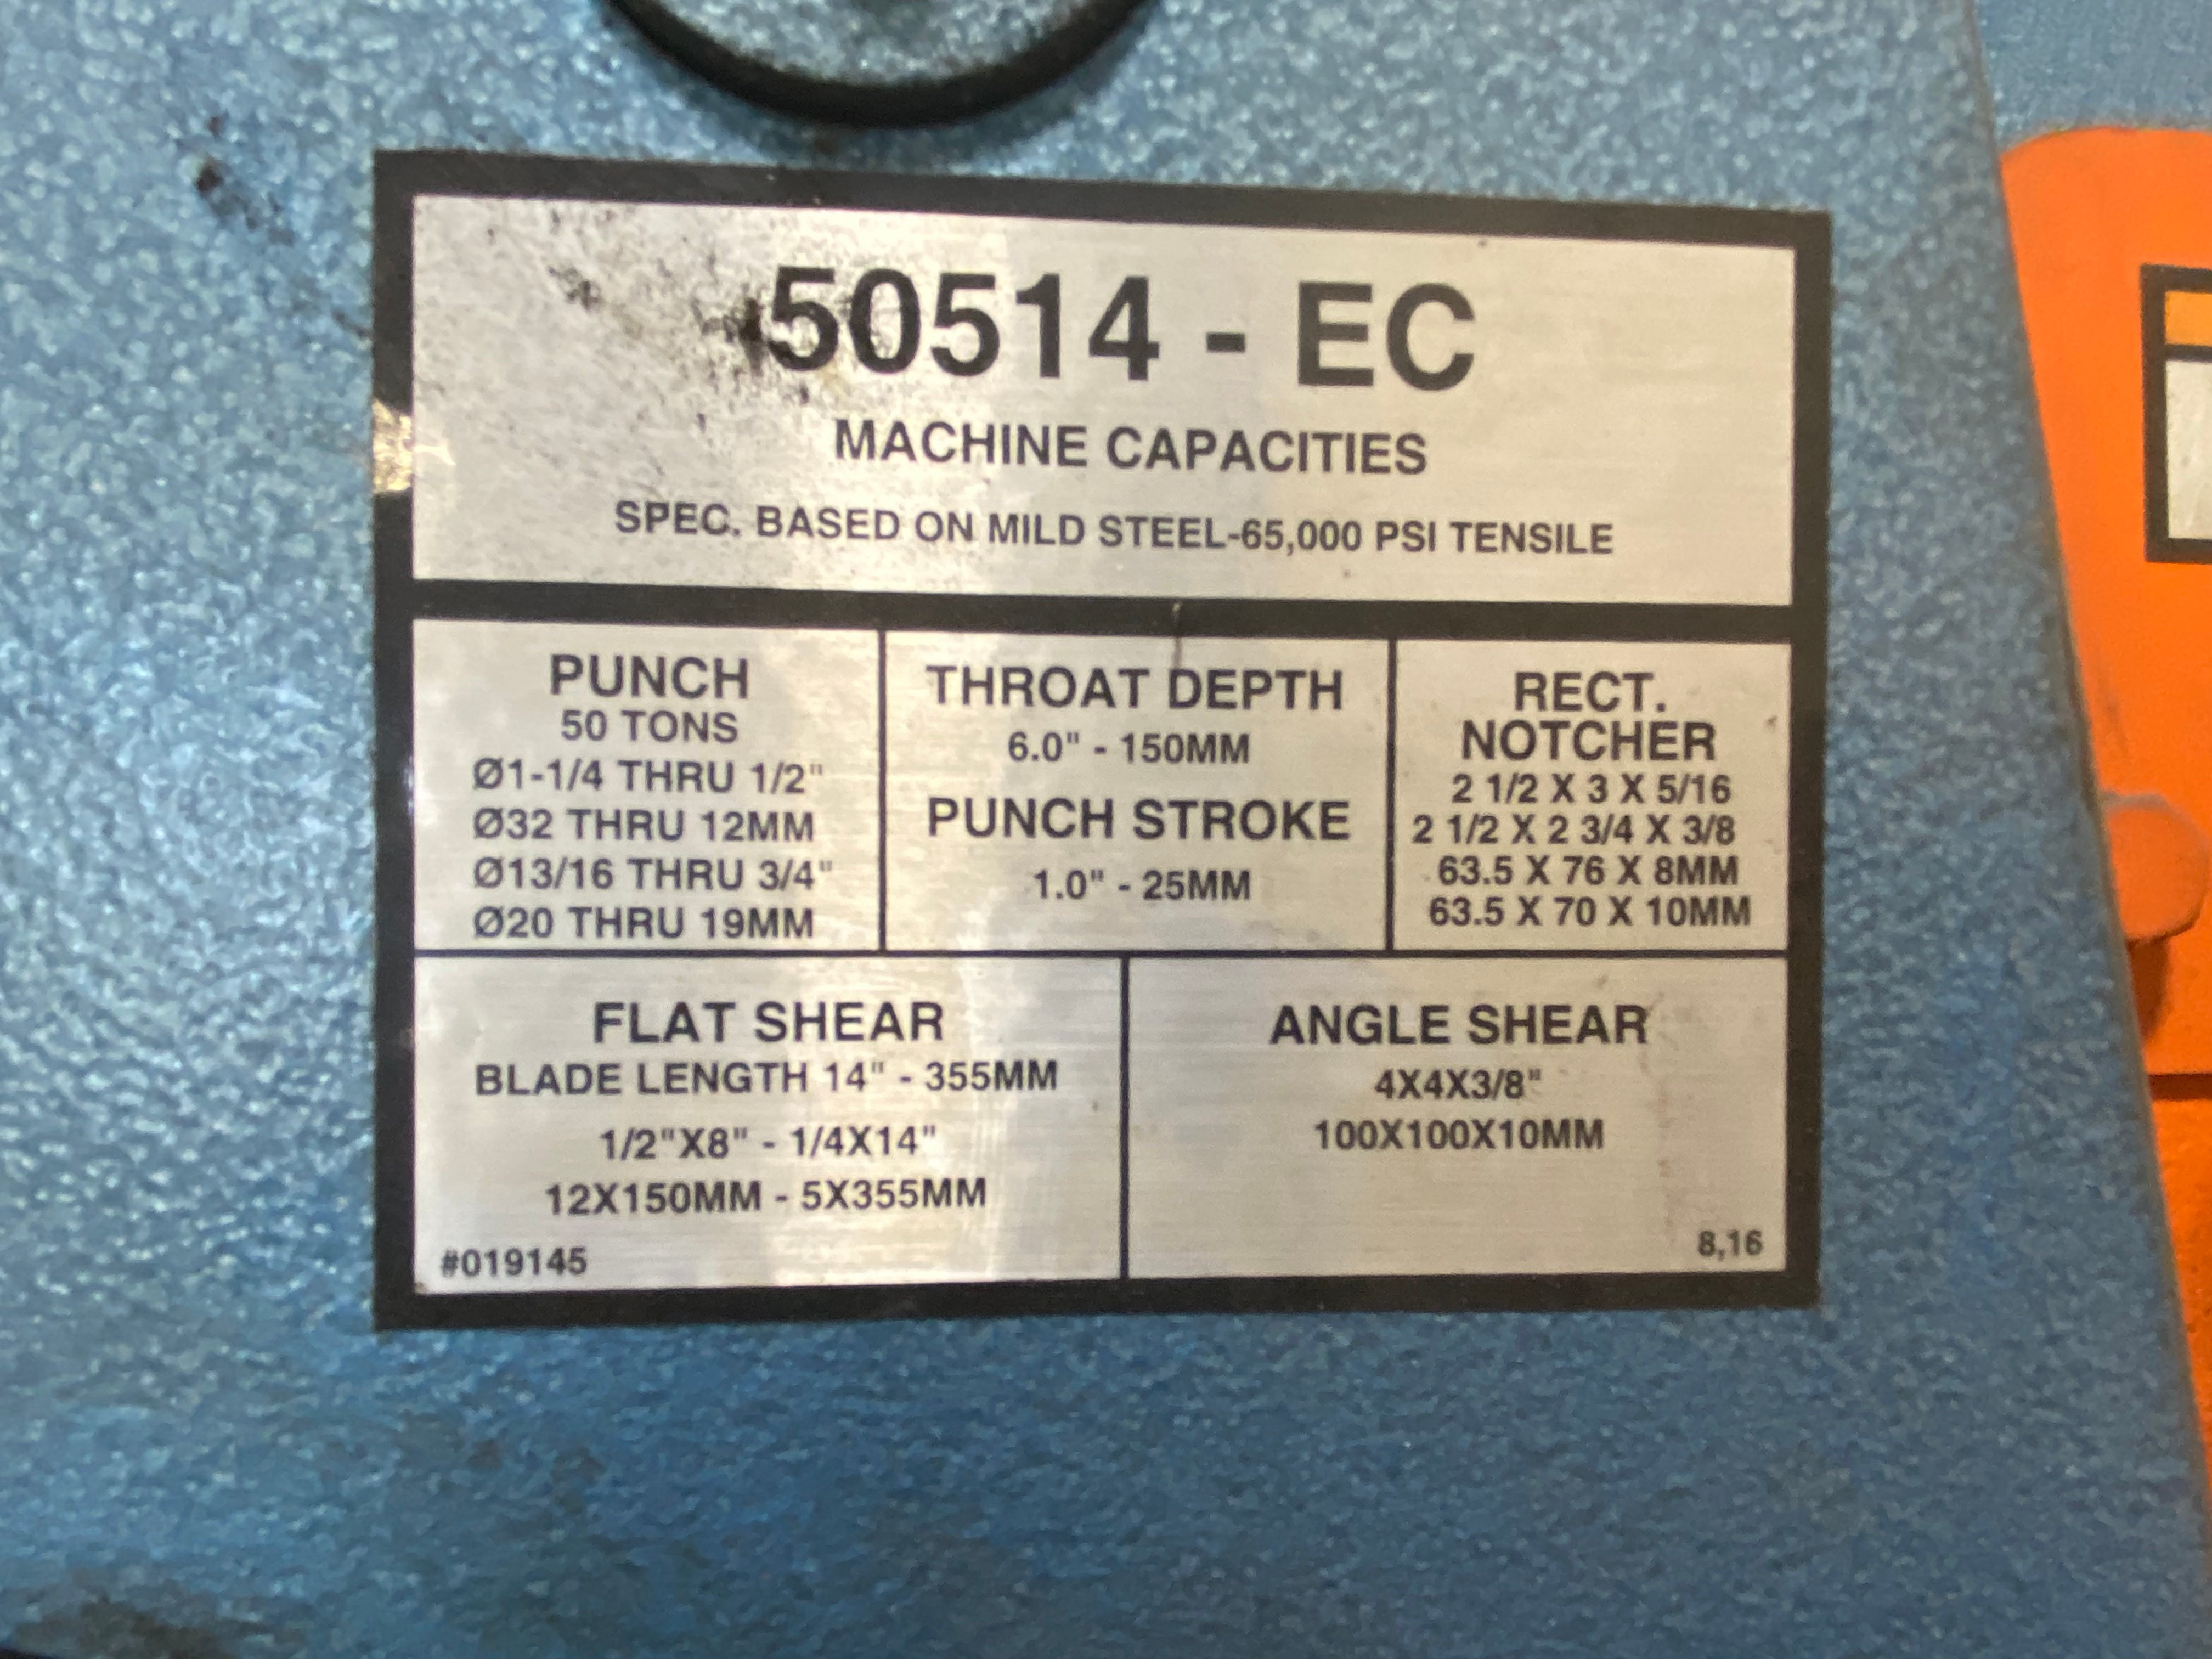 50514 - EC
MACHINE CAPACITIES
SPEC. BASED ON MILD STEEL-65,000 PSI TENSILE
PUNCH
50 TONS
Ø1-1/4 THRU 1/2"
Ø32 THRU 12MM
Ø13/16 THRU 3/4"
Ø20 THRU 19MM
THROAT DEPTH
6.0" - 150MM
PUNCH STROKE
1.0" - 25MM
RECT.
NOTCHER
2 1/2 X 3 X 5/16
2 1/2 X 2 3/4 X 3/8
63.5 X 76 X 8MM
63.5 X 70 X 10MM
FLAT SHEAR
BLADE LENGTH 14" - 355MM
1/2"X8" - 1/4X14"
12X150MM - 5X355MM
#019145
ANGLE SHEAR
4X4X3/8"
100X100X10MM
8,16